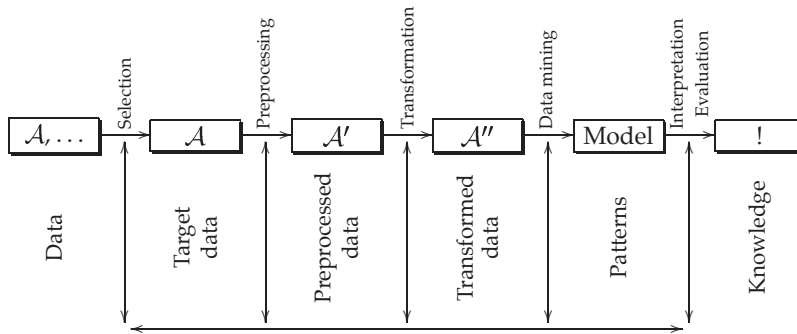 Selection
Preprocessing
Transformation
Data mining
Interpretation
Evaluation
𝒜, . . .
𝒜
𝒜′
𝒜″
Model
!
Data
Target
data
Preprocessed
data
Transformed
data
Patterns
Knowledge